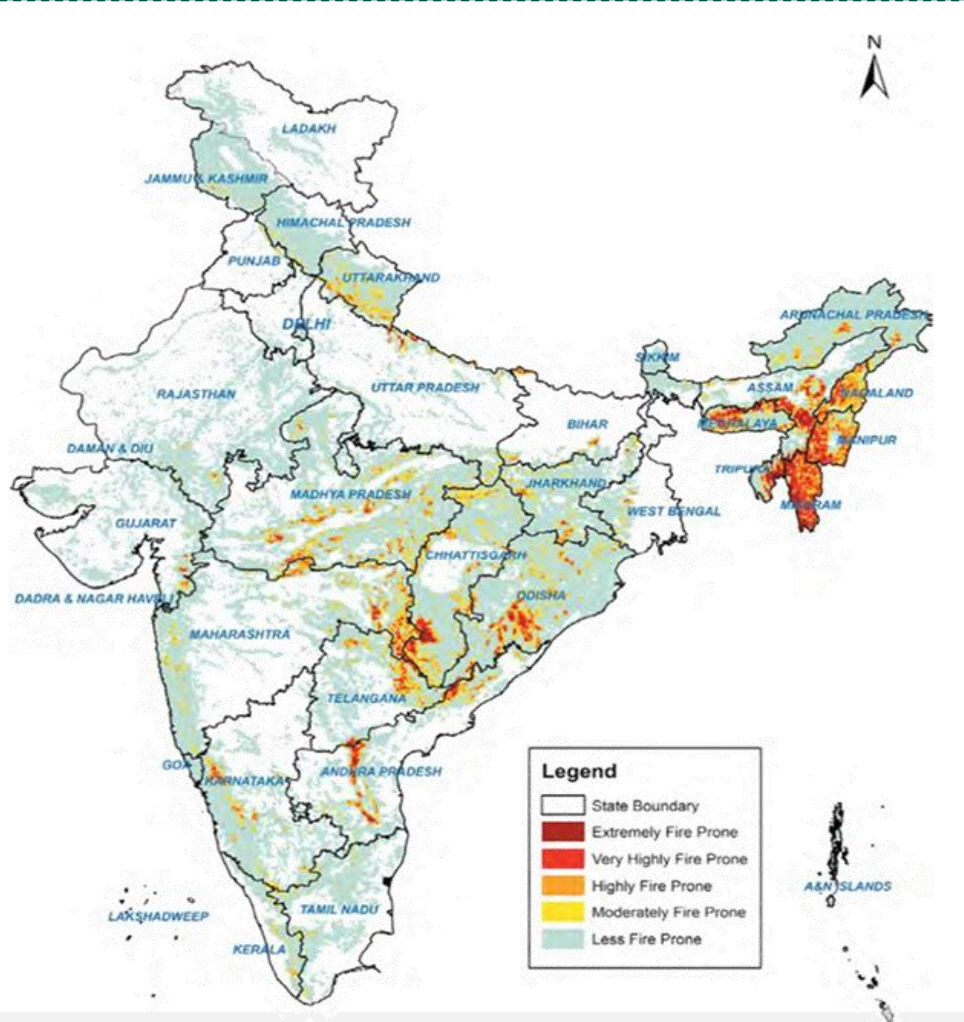 N
LADAKH
JAMMU & KASHMIR
HIMACHAL PRADESH
PUNJAB
UTTARAKHAND
DELHI
ARUNACHAL PRADESH
SIKKIM
RAJASTHAN
UTTAR PRADESH
ASSAM
NAGALAND
BIHAR
MEGHALAYA
MANIPUR
DAMAN & DIU
TRIPURA
JHARKHAND
MADHYA PRADESH
MIZORAM
WEST BENGAL
GUJARAT
CHHATTISGARH
DADRA & NAGAR HAVELI
ODISHA
MAHARASHTRA
TELANGANA
GOA
KARNATAKA
ANDHRA PRADESH
Legend
State Boundary
Extremely Fire Prone
Very Highly Fire Prone
Highly Fire Prone
Moderately Fire Prone
Less Fire Prone
A&N ISLANDS
LAKSHADWEEP
TAMIL NADU
KERALA